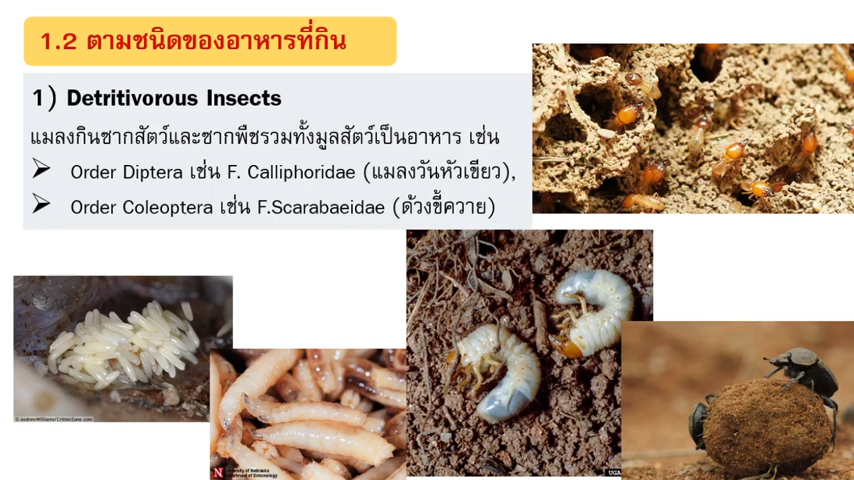 1.2 ตามชนิดของอาหารที่กิน
1) Detritivorous Insects
แมลงกินซากสัตว์และซากพืชรวมทั้งมูลสัตว์เป็นอาหาร เช่น
➢ Order Diptera เช่น F. Calliphoridae (แมลงวันหัวเขียว),
➢ Order Coleoptera เช่น F.Scarabaeidae (ด้วงขี้ควาย)
© AndrewWilliams/CritterZone.com
N University of Nebraska
Department of Entomology
UGA